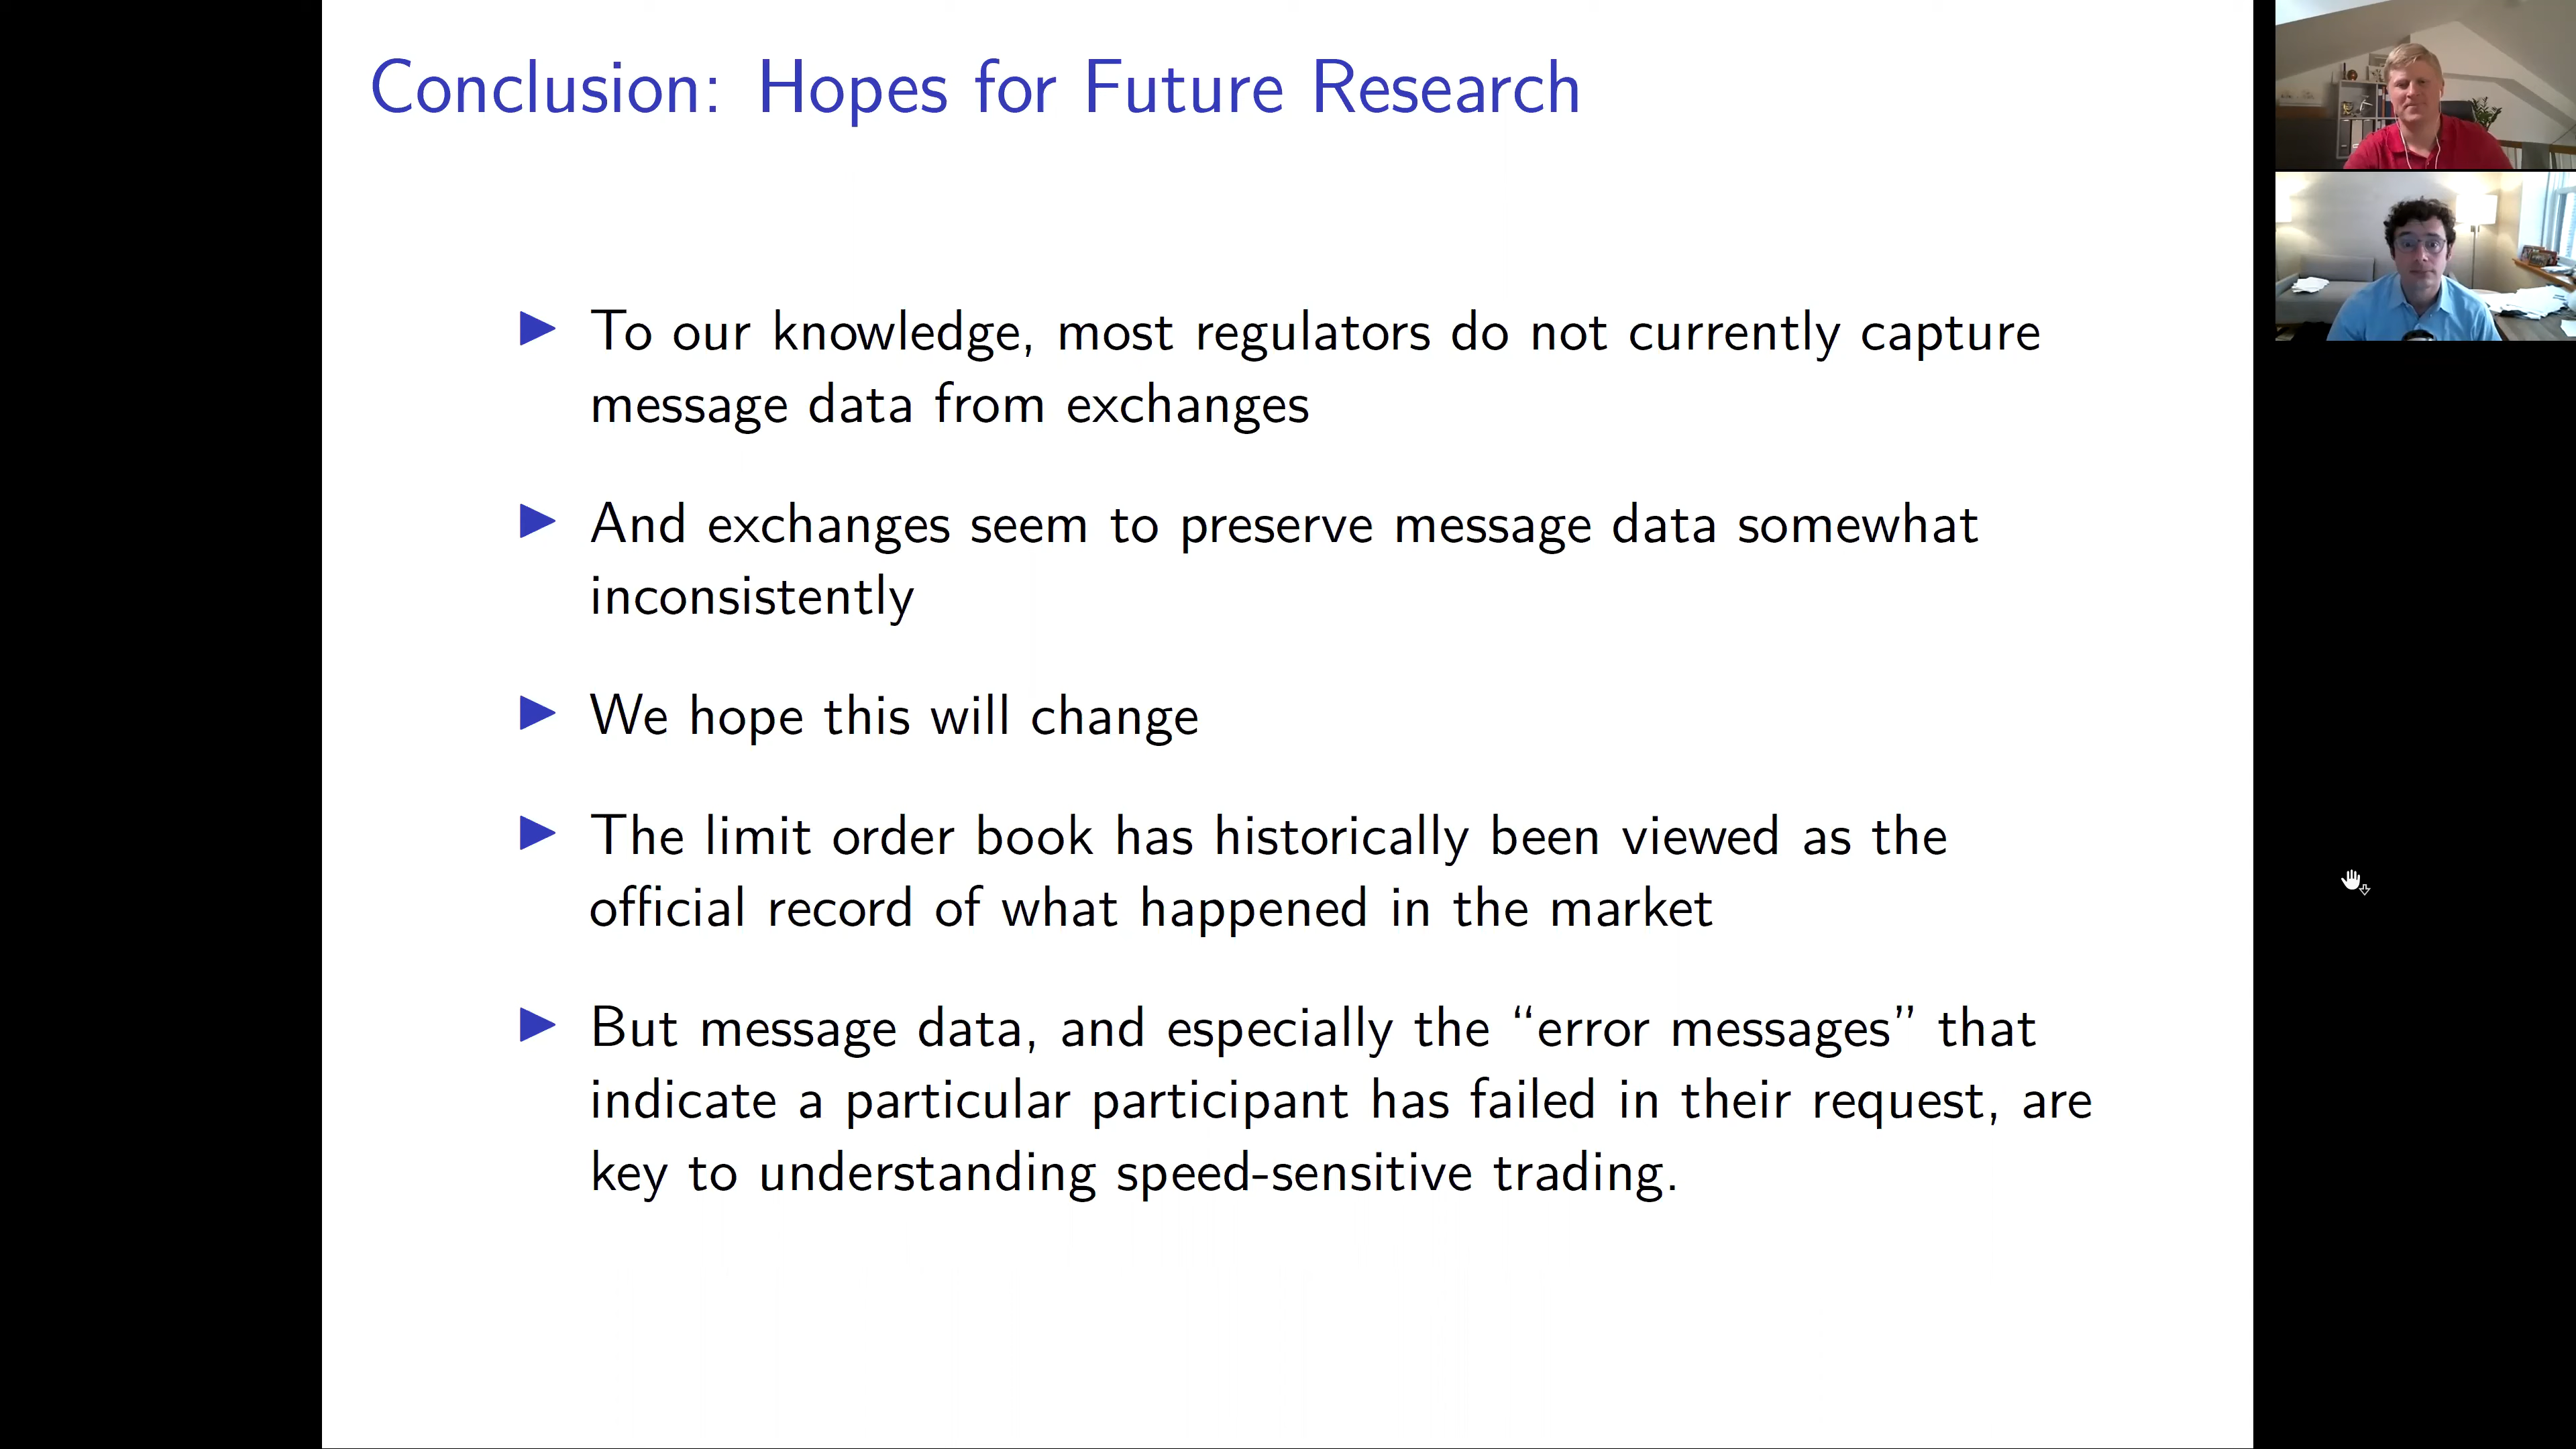 Conclusion: Hopes for Future Research
▶ To our knowledge, most regulators do not currently capture
message data from exchanges
▶ And exchanges seem to preserve message data somewhat
inconsistently
▶ We hope this will change
▶ The limit order book has historically been viewed as the
official record of what happened in the market
▶ But message data, and especially the “error messages” that
indicate a particular participant has failed in their request, are
key to understanding speed-sensitive trading.